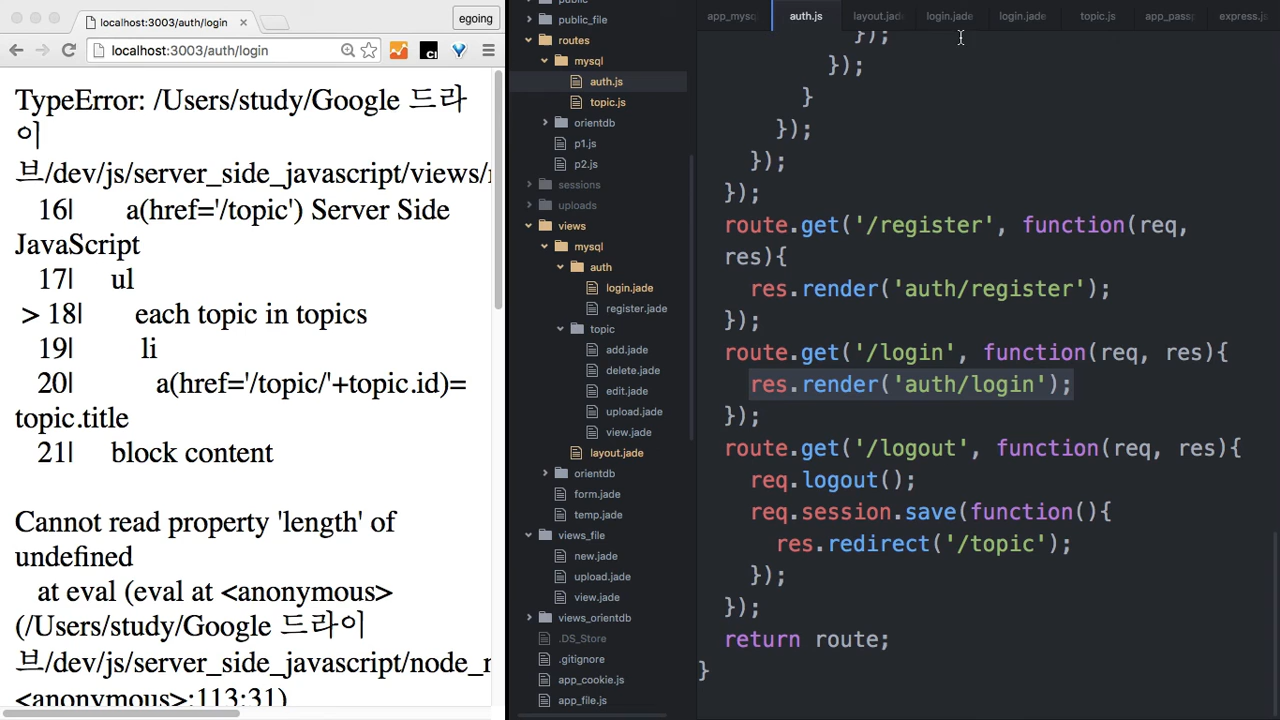 localhost:3003/auth/login
egoing
localhost:3003/auth/login
TypeError: /Users/study/Google 드라
이
브/dev/js/server_side_javascript/views/
16| a(href='/topic') Server Side
JavaScript
17| ul
> 18| each topic in topics
19| li
20| a(href='/topic/'+topic.id)=
topic.title
21| block content
Cannot read property 'length' of
undefined
at eval (eval at <anonymous>
(/Users/study/Google 드라이
브/dev/js/server_side_javascript/node_
<anonymous>:113:31)
public
public_file
routes
mysql
auth.js
topic.js
orientdb
p1.js
p2.js
sessions
uploads
views
mysql
auth
login.jade
register.jade
topic
add.jade
delete.jade
edit.jade
upload.jade
view.jade
layout.jade
orientdb
form.jade
temp.jade
views_file
new.jade
upload.jade
view.jade
views_orientdb
.DS_Store
.gitignore
app_cookie.js
app_file.js
app_mysq auth.js layout.jade login.jade login.jade topic.js app_passp express.js
});
});
}
});
});
});
route.get('/register', function(req,
res){
res.render('auth/register');
});
route.get('/login', function(req, res){
res.render('auth/login');
});
route.get('/logout', function(req, res){
req.logout();
req.session.save(function(){
res.redirect('/topic');
});
});
return route;
}